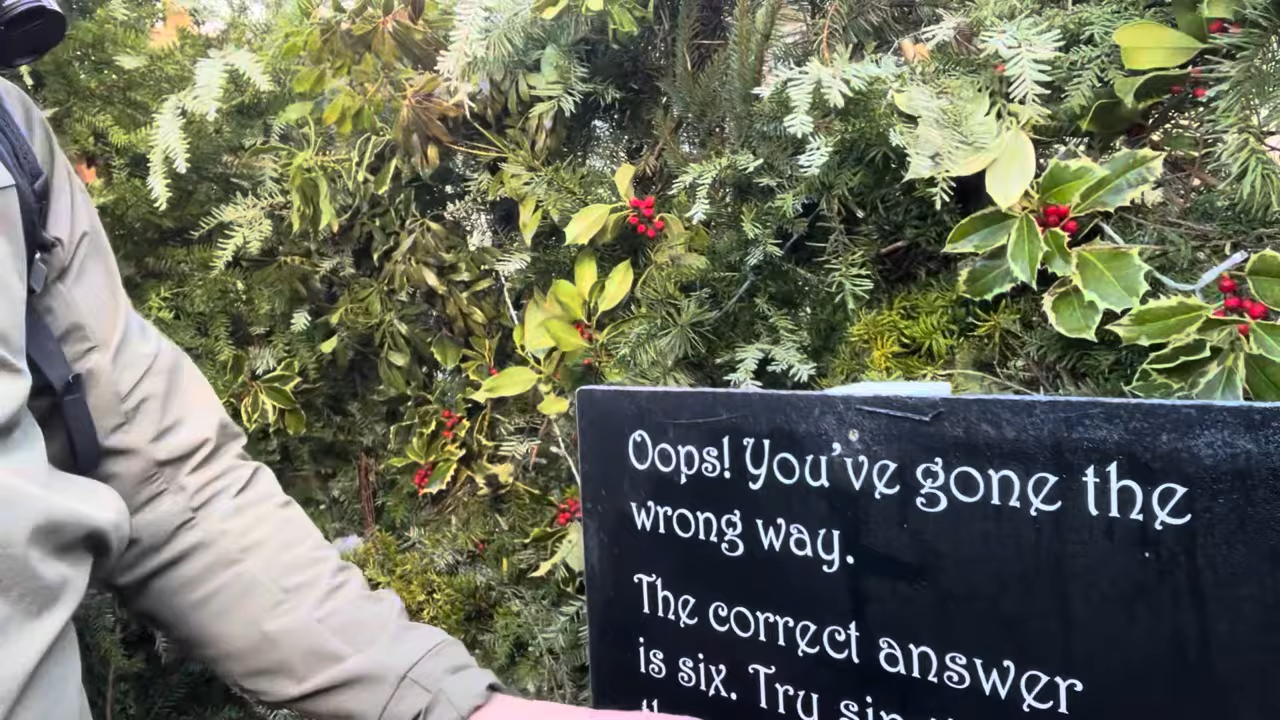 Oops! You've gone the
wrong way.
The correct answer
is six. Try